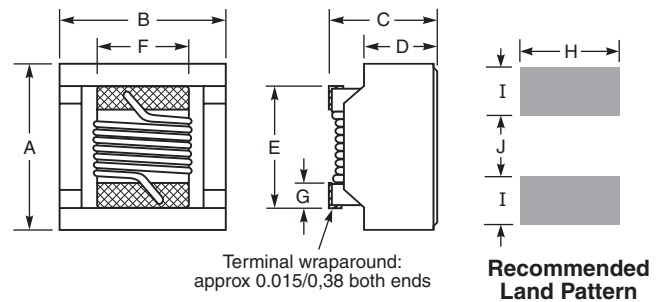 B
F
A
C
D
E
G
H
I
J
I
Terminal wraparound:
approx 0.015/0,38 both ends
Recommended
Land Pattern